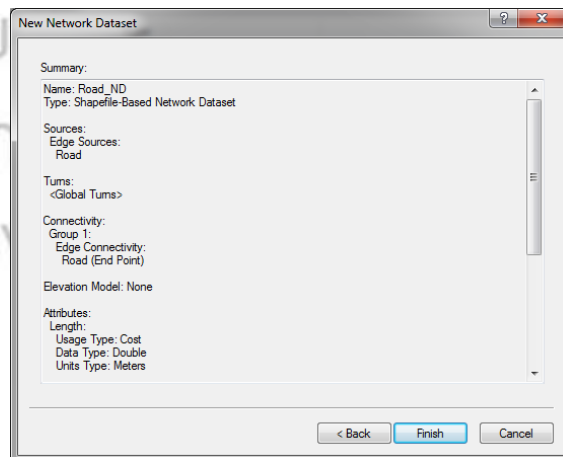 New Network Dataset
Summary:
Name: Road_ND
Type: Shapefile-Based Network Dataset
Sources:
Edge Sources:
Road
Turns:
<Global Turns>
Connectivity:
Group 1:
Edge Connectivity:
Road (End Point)
Elevation Model: None
Attributes:
Length:
Usage Type: Cost
Data Type: Double
Units Type: Meters
< Back
Finish
Cancel